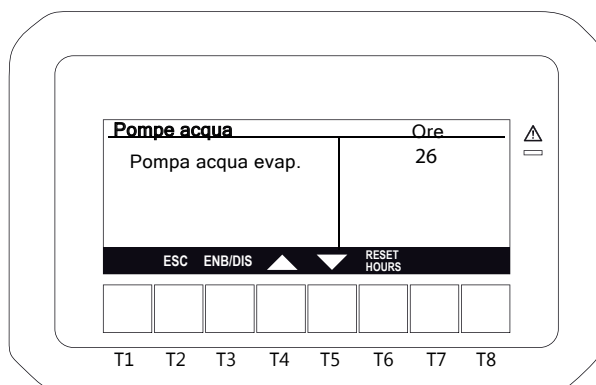 Pompe acqua Ore
Pompa acqua evap. 26
ESC ENB/DIS RESET HOURS
T1 T2 T3 T4 T5 T6 T7 T8